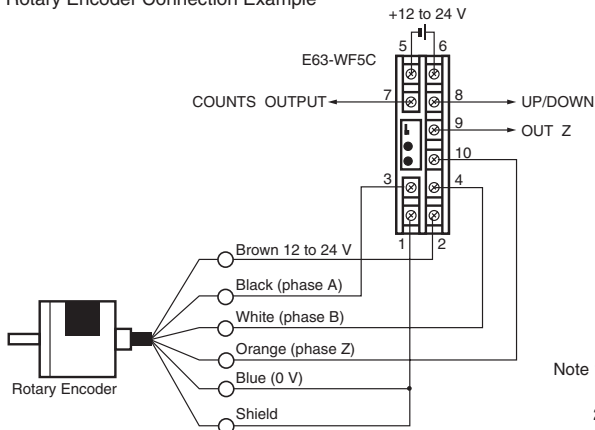 Rotary Encoder Connection Example
+12 to 24 V
5 6
E63-WF5C
COUNTS OUTPUT 7 8 UP/DOWN
9 OUT Z
10
3 4
1 2
Brown 12 to 24 V
Black (phase A)
White (phase B)
Orange (phase Z)
Blue (0 V)
Shield
Rotary Encoder
Note